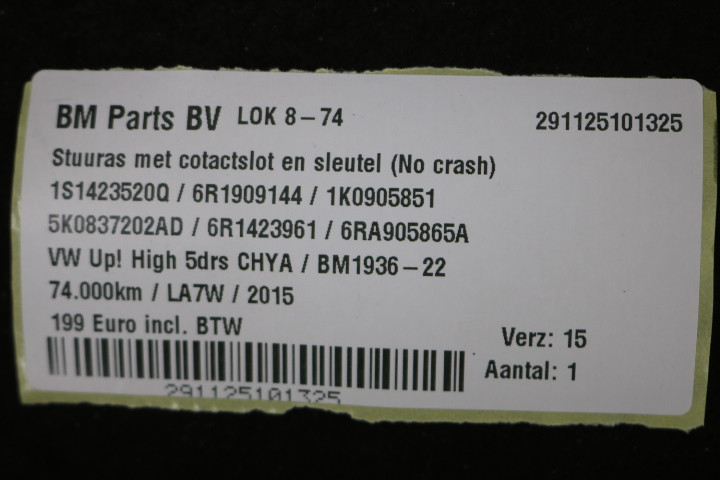 BM Parts BV LOK 8-74 291125101325
Stuuras met cotactslot en sleutel (No crash)
1S1423520Q / 6R1909144 / 1K0905851
5K0837202AD / 6R1423961 / 6RA905865A
VW Up! High 5drs CHYA / BM1936-22
74.000km / LA7W / 2015
199 Euro incl. BTW
Verz: 15
Aantal: 1
291125101325